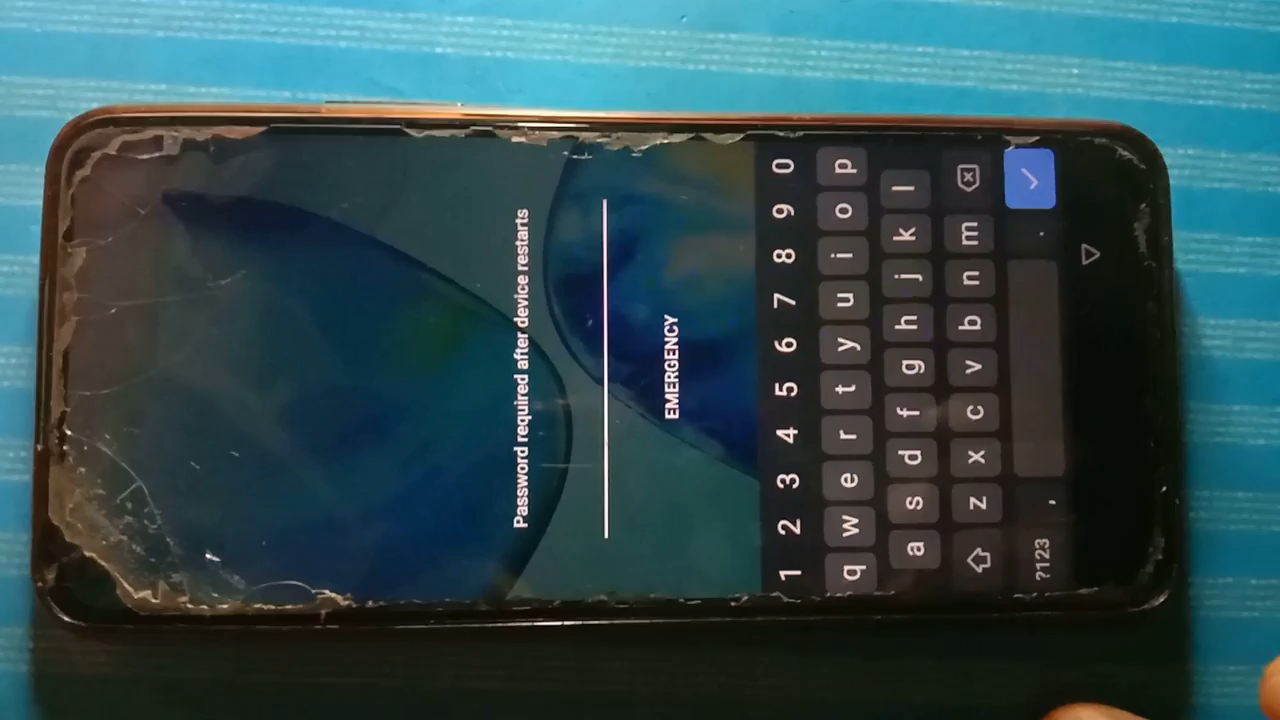 Password required after device restarts
EMERGENCY
1 2 3 4 5 6 7 8 9 0
q w e r t y u i o p
a s d f g h j k l
z x c v b n m
?123 , .